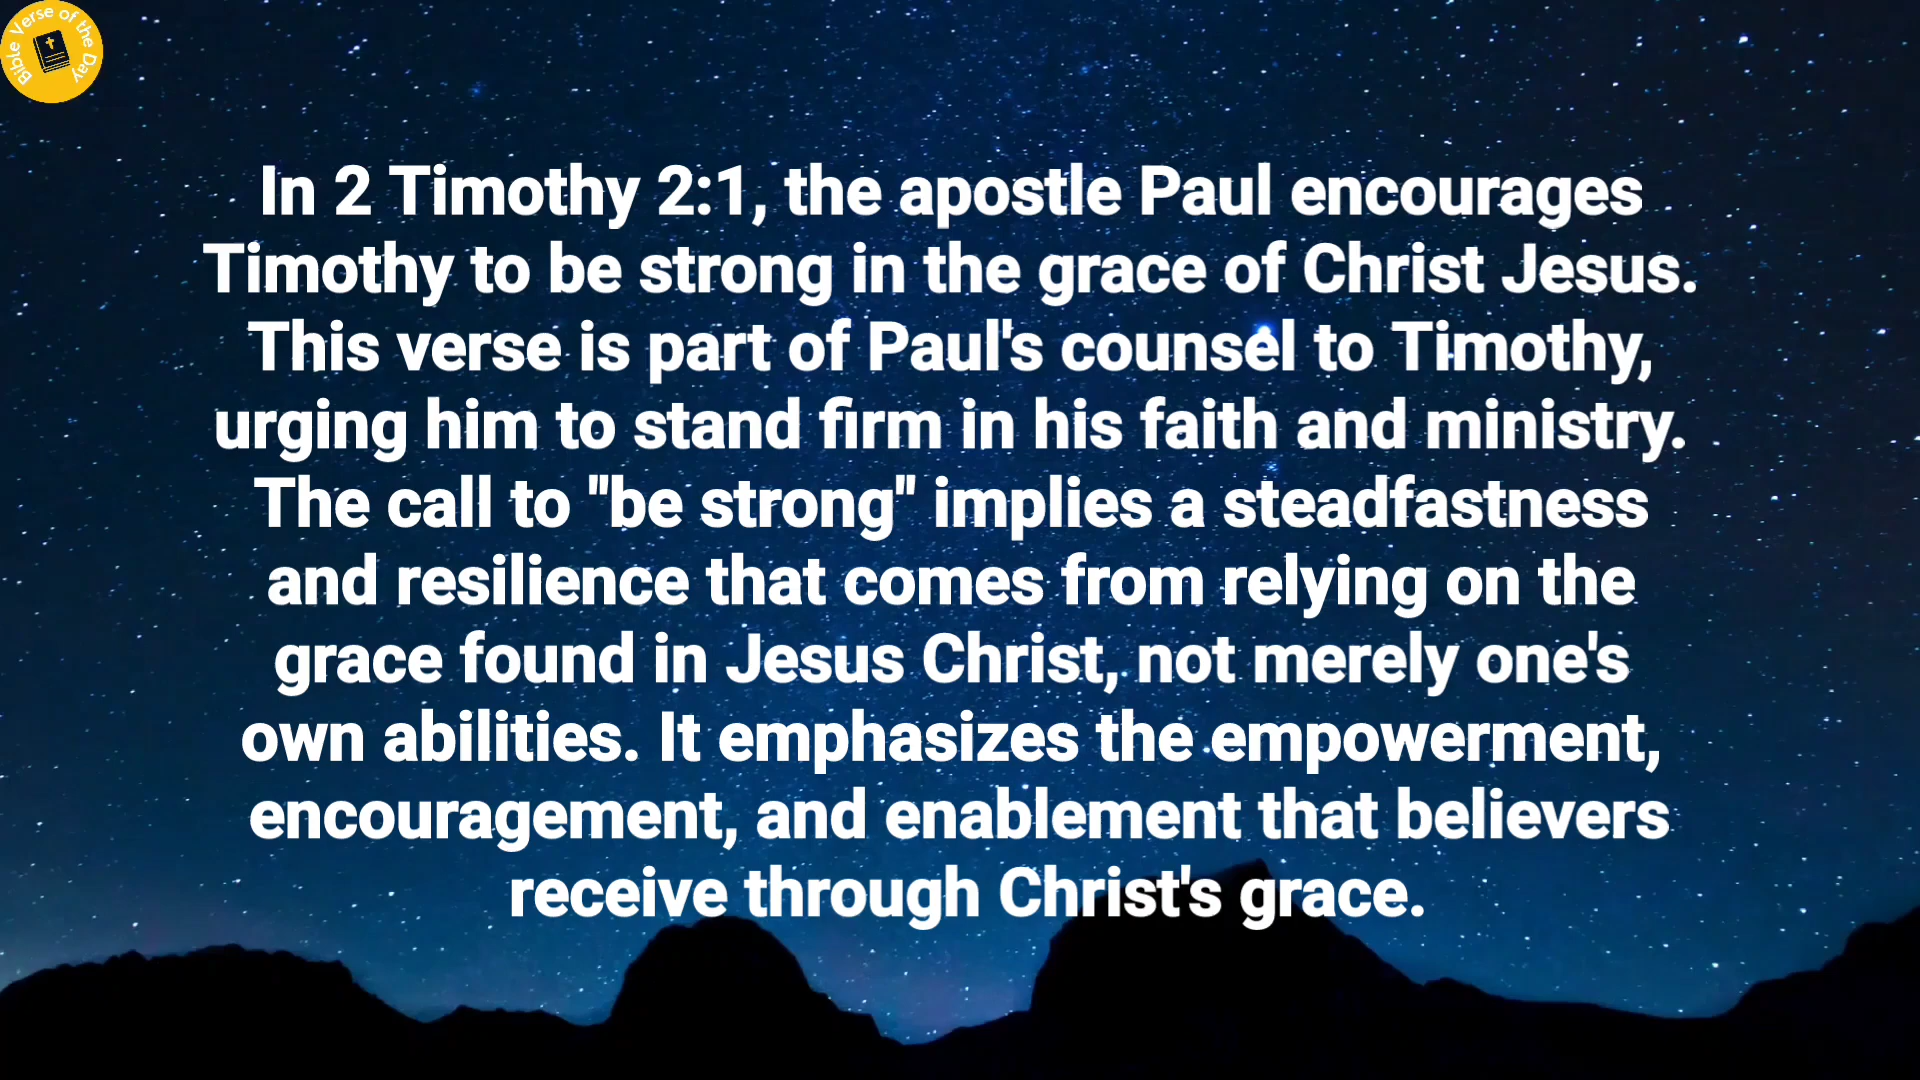 Bible Verse of the Day
In 2 Timothy 2:1, the apostle Paul encourages
Timothy to be strong in the grace of Christ Jesus.
This verse is part of Paul's counsel to Timothy,
urging him to stand firm in his faith and ministry.
The call to "be strong" implies a steadfastness
and resilience that comes from relying on the
grace found in Jesus Christ, not merely one's
own abilities. It emphasizes the empowerment,
encouragement, and enablement that believers
receive through Christ's grace.